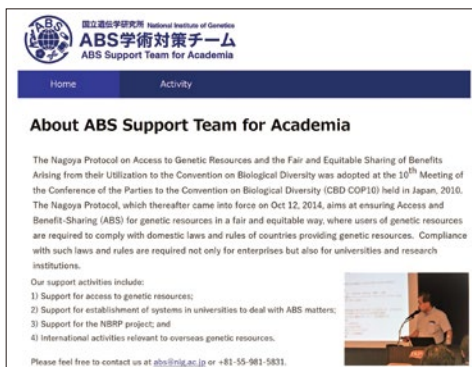 国立遺伝学研究所 National Institute of Genetics
ABS学術対策チーム
ABS Support Team for Academia
Home Activity
About ABS Support Team for Academia
The Nagoya Protocol on Access to Genetic Resources and the Fair and Equitable Sharing of Benefits
Arising from their Utilization to the Convention on Biological Diversity was adopted at the 10th Meeting of
the Conference of the Parties to the Convention on Biological Diversity (CBD COP10) held in Japan, 2010.
The Nagoya Protocol, which thereafter came into force on Oct 12, 2014, aims at ensuring Access and
Benefit-Sharing (ABS) for genetic resources in a fair and equitable way, where users of genetic resources
are required to comply with domestic laws and rules of countries providing genetic resources. Compliance
with such laws and rules are required not only for enterprises but also for universities and research
institutions.
Our support activities include:
1) Support for access to genetic resources;
2) Support for establishment of systems in universities to deal with ABS matters;
3) Support for the NBRP project; and
4) International activities relevant to overseas genetic resources.
Please feel free to contact us at abs@nig.ac.jp or +81-55-981-5831.